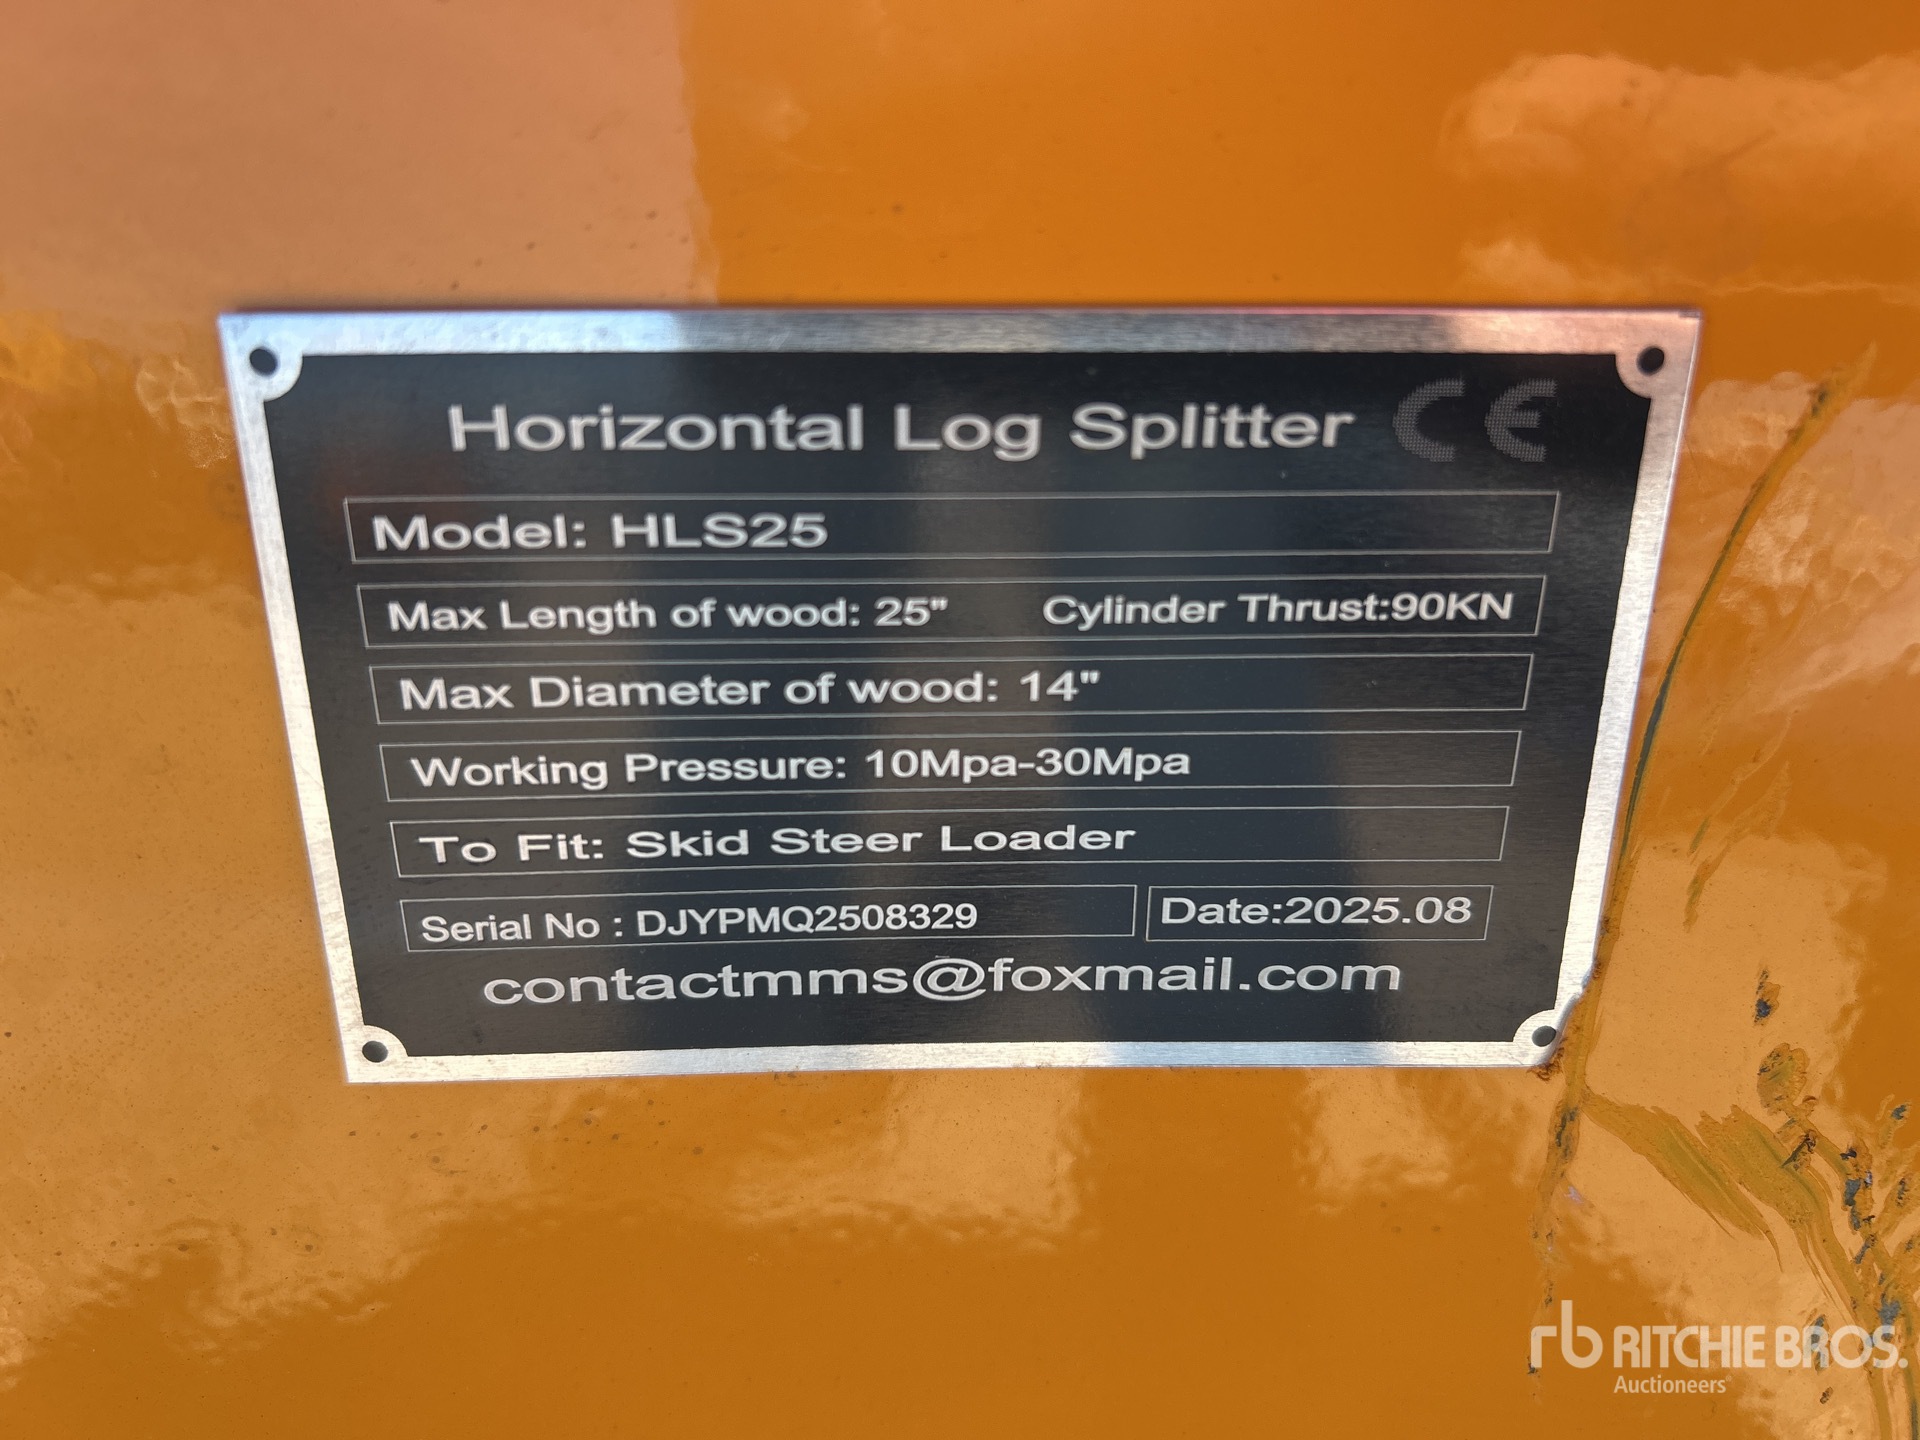 Horizontal Log Splitter CE
Model: HLS25
Max Length of wood: 25" Cylinder Thrust:90KN
Max Diameter of wood: 14"
Working Pressure: 10Mpa-30Mpa
To Fit: Skid Steer Loader
Serial No : DJYPMQ2508329 Date:2025.08
contactmms@foxmail.com
rb RITCHIE BROS.
Auctioneers